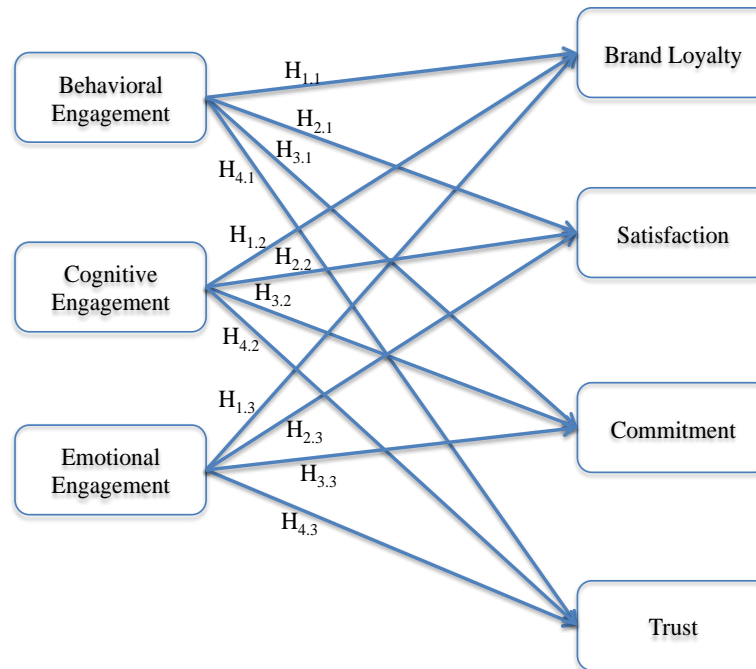 Brand Loyalty
Behavioral
Engagement
H1.1
H2.1
H3.1
H4.1
Satisfaction
H1.2
H2.2
Cognitive
Engagement
H3.2
H4.2
H1.3
Commitment
H2.3
Emotional
Engagement
H3.3
H4.3
Trust